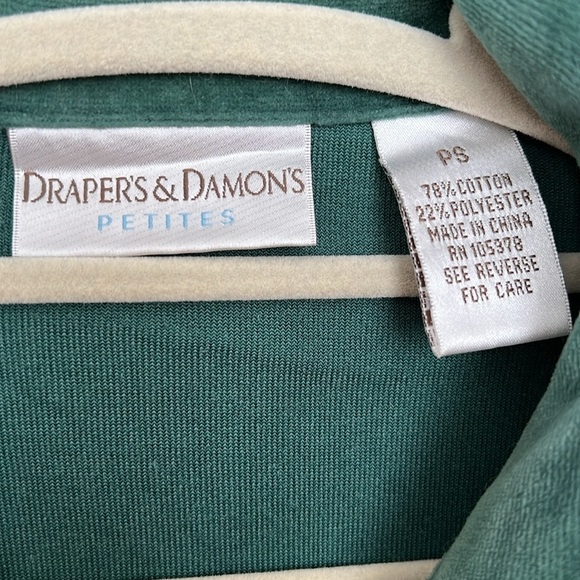 DRAPER'S & DAMON'S
PETITES
PS
78% COTTON
22% POLYESTER
MADE IN CHINA
RN 105378
SEE REVERSE
FOR CARE